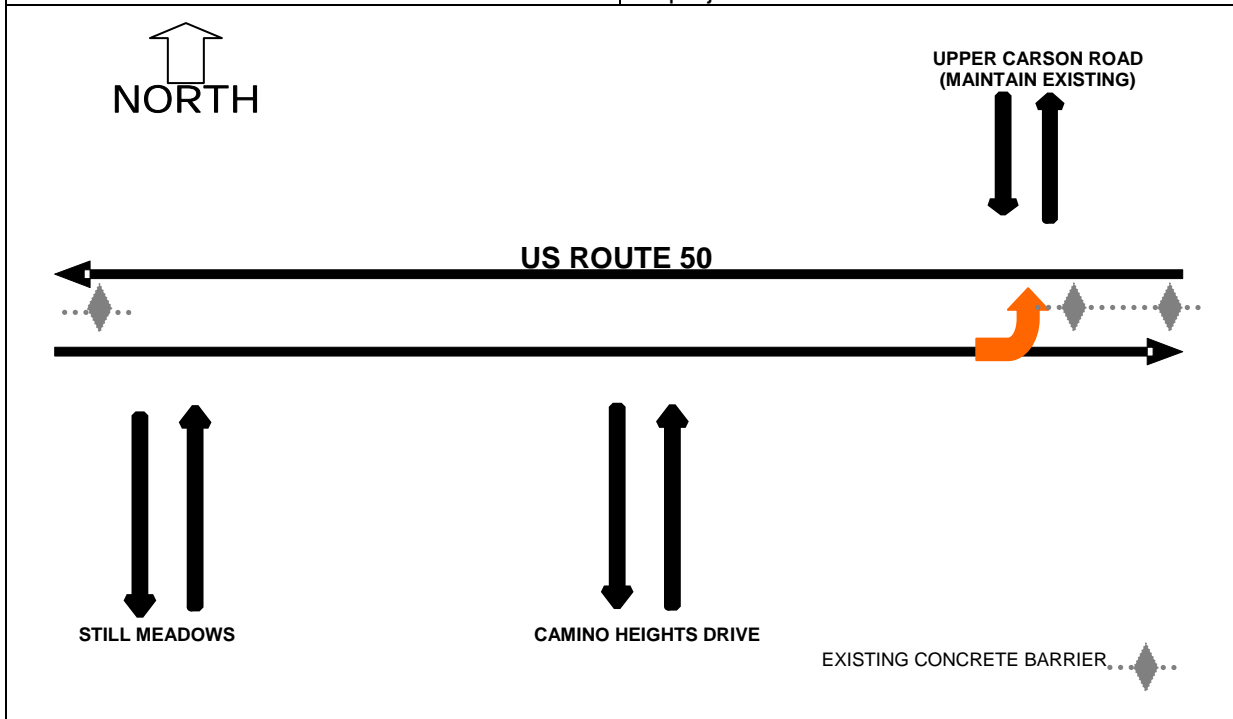 NORTH
UPPER CARSON ROAD
(MAINTAIN EXISTING)
US ROUTE 50
STILL MEADOWS
CAMINO HEIGHTS DRIVE
EXISTING CONCRETE BARRIER